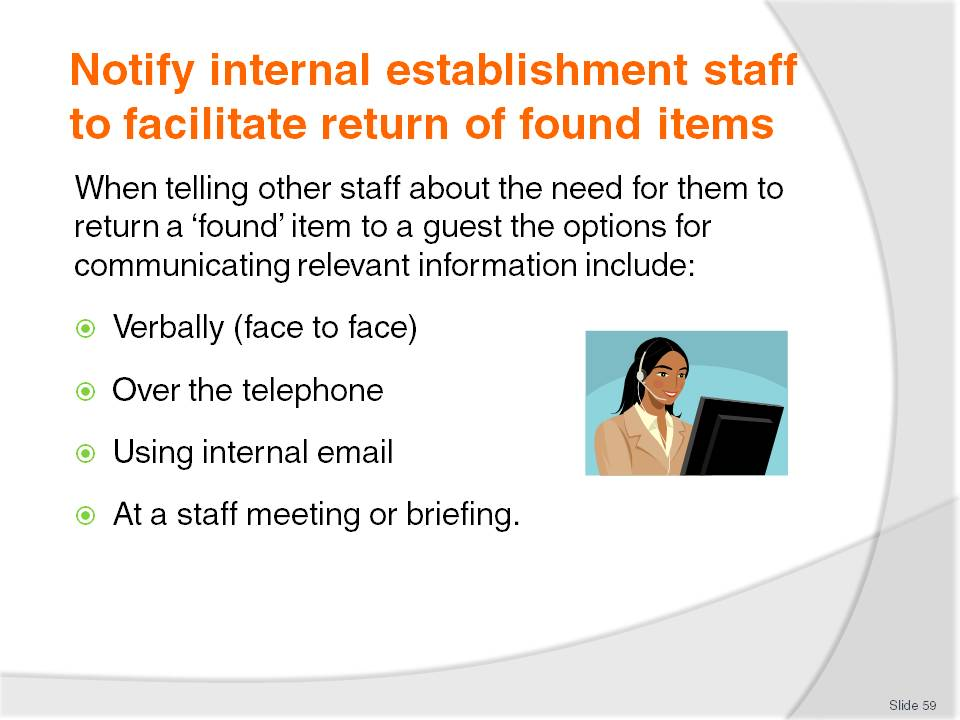 Notify internal establishment staff
to facilitate return of found items
When telling other staff about the need for them to
return a ‘found’ item to a guest the options for
communicating relevant information include:
Verbally (face to face)
Over the telephone
Using internal email
At a staff meeting or briefing.
Slide 59